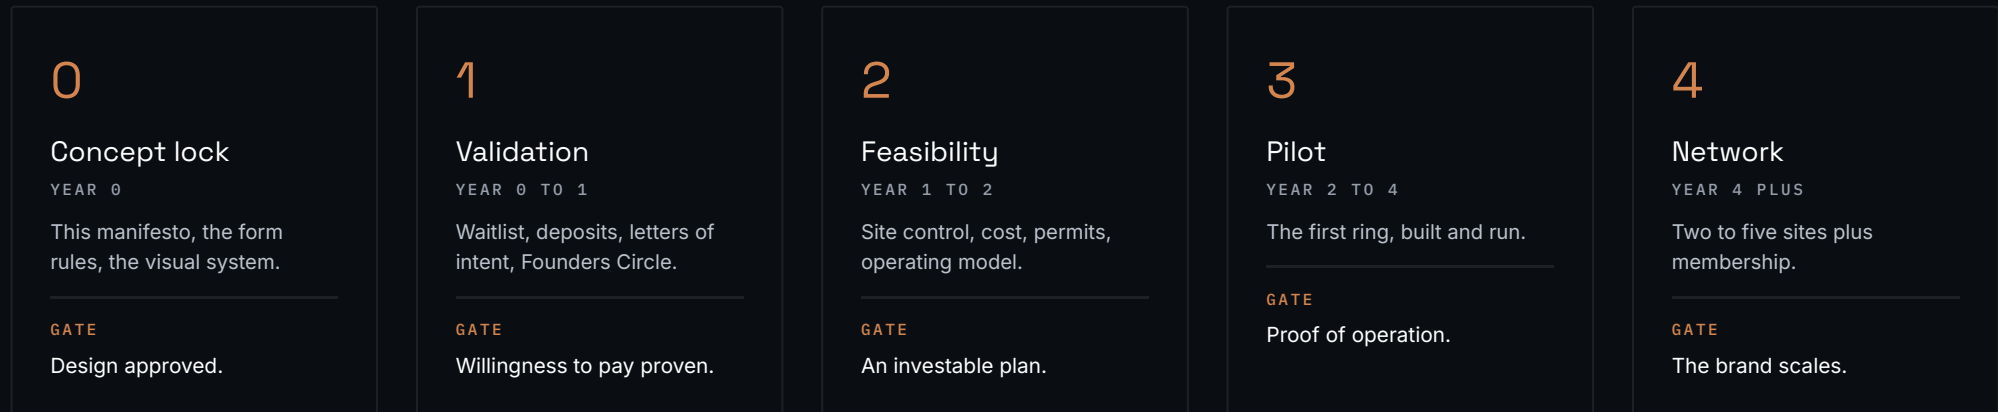 0
Concept lock
YEAR 0
This manifesto, the form
rules, the visual system.
GATE
Design approved.
1
Validation
YEAR 0 TO 1
Waitlist, deposits, letters of
intent, Founders Circle.
GATE
Willingness to pay proven.
2
Feasibility
YEAR 1 TO 2
Site control, cost, permits,
operating model.
GATE
An investable plan.
3
Pilot
YEAR 2 TO 4
The first ring, built and run.
GATE
Proof of operation.
4
Network
YEAR 4 PLUS
Two to five sites plus
membership.
GATE
The brand scales.